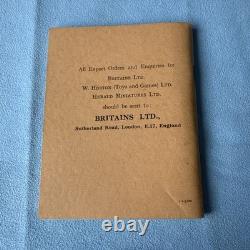 All Export Orders and Enquiries for
Britains Ltd.
W. Horton (Toys and Games) Ltd.
Herald Miniatures Ltd.
should be sent to:
BRITAINS LTD.,
Sutherland Road, London, E.17, England